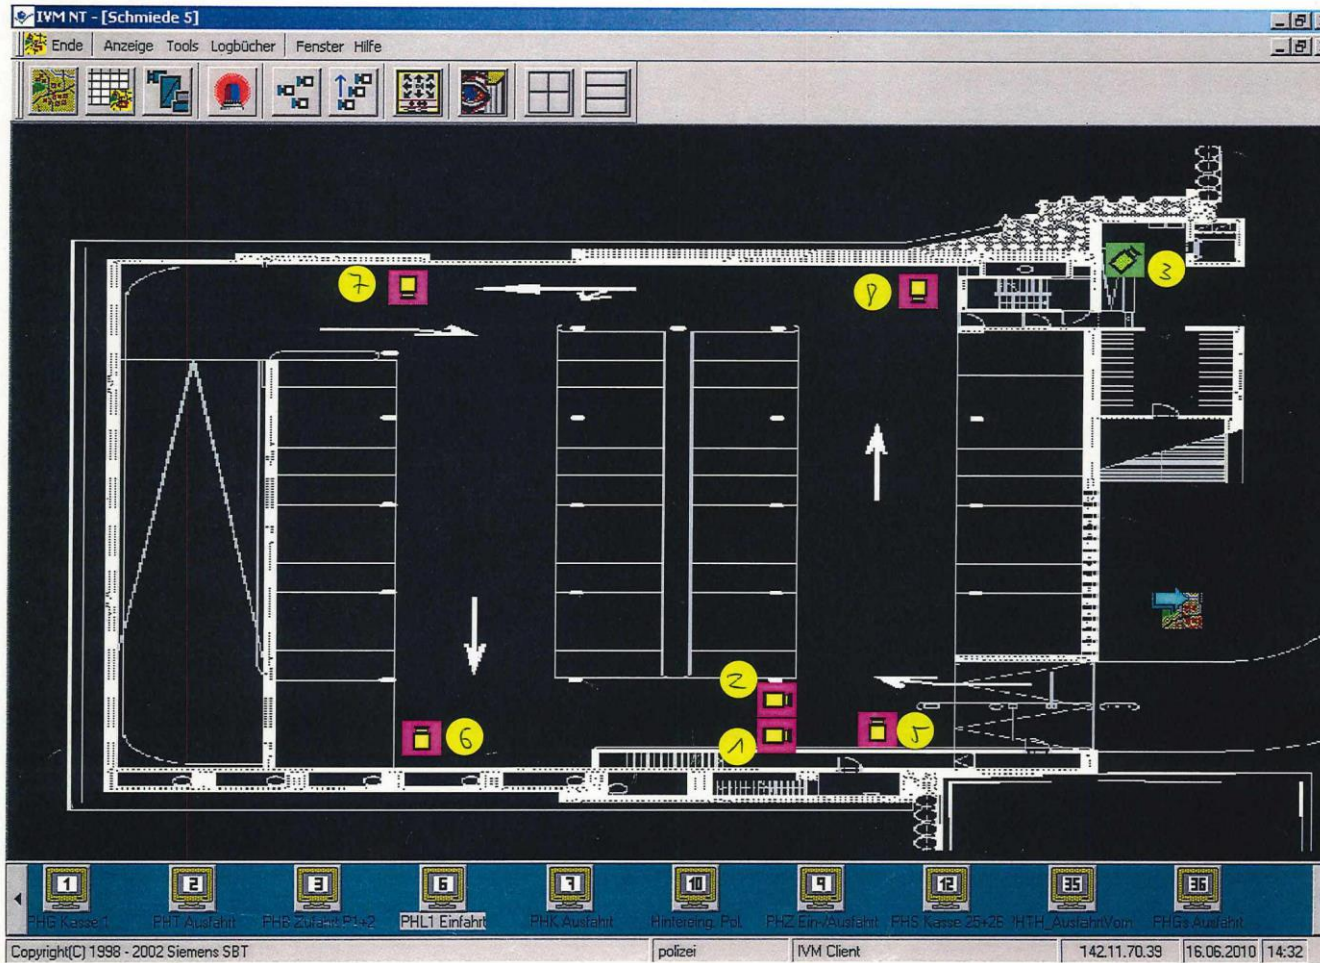 IVM NT - [Schmiede 5]
Ende Anzeige Tools Logbücher Fenster Hilfe
7
8
3
2
6
1
5
1 2 3 6 7 10 9 12 35 36
PHG Kasse 1 PHT Ausfahrt PHB Zufahrt P1+2 PHL1 Einfahrt PHK Ausfahrt Hintereing. Pol. PHZ Ein-/Ausfahrt PHS Kasse 25+26 PHTH_AusfahrtVorn PHGs Ausfahrt
Copyright(C) 1998 - 2002 Siemens SBT polizei IVM Client 142.11.70.39 16.06.2010 14:32